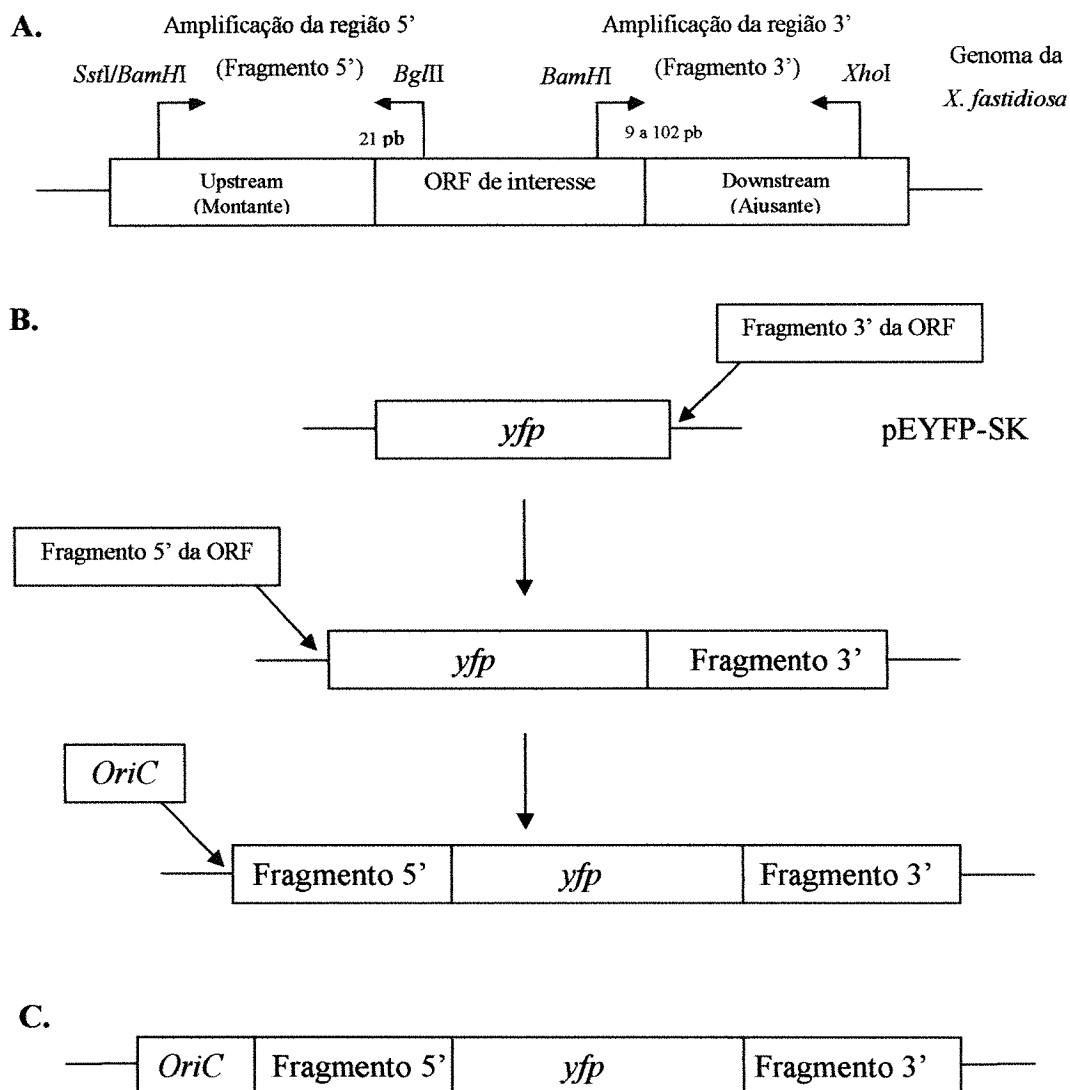 A.
Amplificação da região 5’
(Fragmento 5’)
Amplificação da região 3’
(Fragmento 3’)
Genoma da
X. fastidiosa
SstI/BamHI
BglII
BamHI
XhoI
21 pb
9 a 102 pb
Upstream
(Montante)
ORF de interesse
Downstream
(Ajusante)
B.
Fragmento 3’ da ORF
yfp
pEYFP-SK
Fragmento 5’ da ORF
yfp
Fragmento 3’
OriC
Fragmento 5’
yfp
Fragmento 3’
C.
OriC
Fragmento 5’
yfp
Fragmento 3’